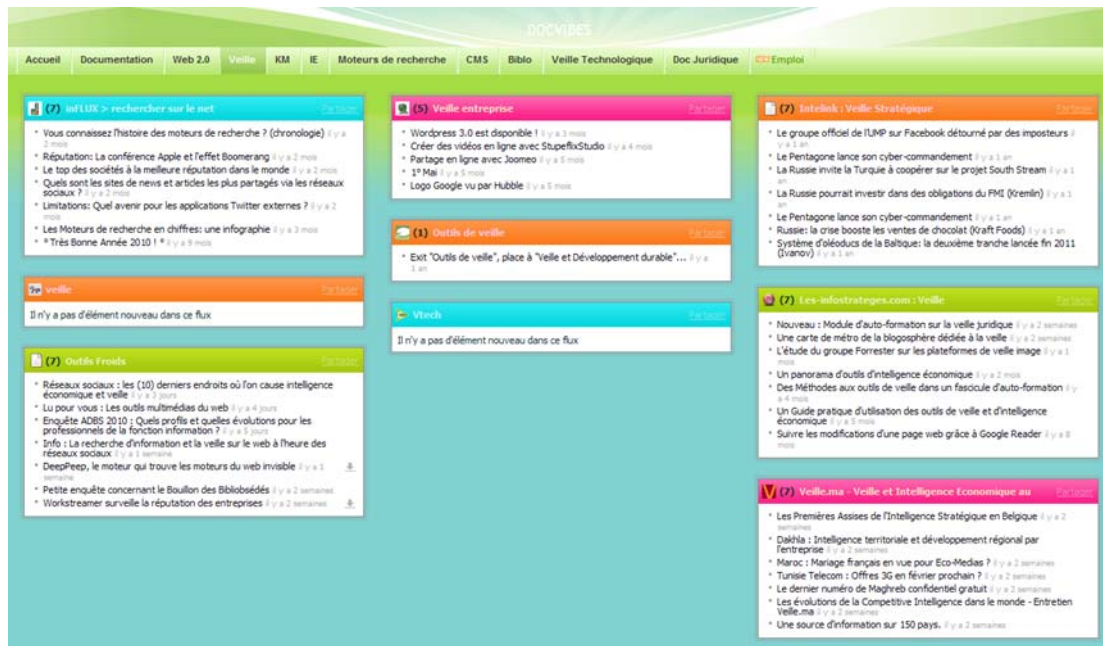 DOCVIBES
Accueil Documentation Web 2.0 Veille KM IE Moteurs de recherche CMS Biblo Veille Technologique Doc Juridique Emploi
(7) inFLUX > rechercher sur le net Partager
Vous connaissez l'histoire des moteurs de recherche ? (chronologie) il y a
2 mois
Réputation: La conférence Apple et l'effet Boomerang il y a 2 mois
Le top des sociétés à la meilleure réputation dans le monde il y a 2 mois
Quels sont les sites de news et articles les plus partagés via les réseaux
sociaux ? il y a 2 mois
Limitations: Quel avenir pour les applications Twitter externes ? il y a 2
mois
Les Moteurs de recherche en chiffres: une infographie il y a 3 mois
* Très Bonne Année 2010 ! * il y a 9 mois
veille Partager
Il n'y a pas d'élément nouveau dans ce flux
(7) Outils Froids Partager
Réseaux sociaux : les (10) derniers endroits où l'on cause intelligence
économique et veille il y a 3 jours
Lu pour vous : Les outils multimédias du web il y a 4 jours
Enquête ADBS 2010 : Quels profils et quelles évolutions pour les
professionnels de la fonction information ? il y a 5 jours
Info : La recherche d'information et la veille sur le web à l'heure des
réseaux sociaux il y a 1 semaine
DeepPeep, le moteur qui trouve les moteurs du web invisible il y a 1
semaine
Petite enquête concernant le Bouillon des Bibliobsédés il y a 2 semaines
Workstreamer surveille la réputation des entreprises il y a 2 semaines
(5) Veille entreprise Partager
Wordpress 3.0 est disponible ! il y a 3 mois
Créer des vidéos en ligne avec StupeflixStudio il y a 4 mois
Partage en ligne avec Joomeo il y a 5 mois
1° Mai il y a 5 mois
Logo Google vu par Hubble il y a 5 mois
(1) Outils de veille Partager
Exit "Outils de veille", place à "Veille et Développement durable"... il y a
1 an
Vtech Partager
Il n'y a pas d'élément nouveau dans ce flux
(7) Intelink : Veille Stratégique Partager
Le groupe officiel de l'UMP sur Facebook détourné par des imposteurs il
y a 1 an
Le Pentagone lance son cyber-commandement il y a 1 an
La Russie invite la Turquie à coopérer sur le projet South Stream il y a 1
an
La Russie pourrait investir dans des obligations du FMI (Kremlin) il y a 1
an
Le Pentagone lance son cyber-commandement il y a 1 an
Russie: la crise booste les ventes de chocolat (Kraft Foods) il y a 1 an
Système d'oléoducs de la Baltique: la deuxième tranche lancée fin 2011
(Ivanov) il y a 1 an
(7) Les-infostrateges.com : Veille Partager
Nouveau : Module d'auto-formation sur la veille juridique il y a 2 semaines
Une carte de métro de la blogosphère dédiée à la veille il y a 2 semaines
L'étude du groupe Forrester sur les plateformes de veille image il y a 1
mois
Un panorama d'outils d'intelligence économique il y a 2 mois
Des Méthodes aux outils de veille dans un fascicule d'auto-formation il y
a 4 mois
Un Guide pratique d'utilisation des outils de veille et d'intelligence
économique il y a 5 mois
Suivre les modifications d'une page web grâce à Google Reader il y a 8
mois
(7) Veille.ma - Veille et Intelligence Economique au Partager
Les Premières Assises de l'Intelligence Stratégique en Belgique il y a 2
semaines
Dakhla : Intelligence territoriale et développement régional par
l'entreprise il y a 2 semaines
Maroc : Mariage français en vue pour Eco-Medias ? il y a 2 semaines
Tunisie Telecom : Offres 3G en février prochain ? il y a 2 semaines
Le dernier numéro de Maghreb confidentiel gratuit il y a 2 semaines
Les évolutions de la Competitive Intelligence dans le monde - Entretien
Veille.ma il y a 2 semaines
Une source d'information sur 150 pays. il y a 2 semaines